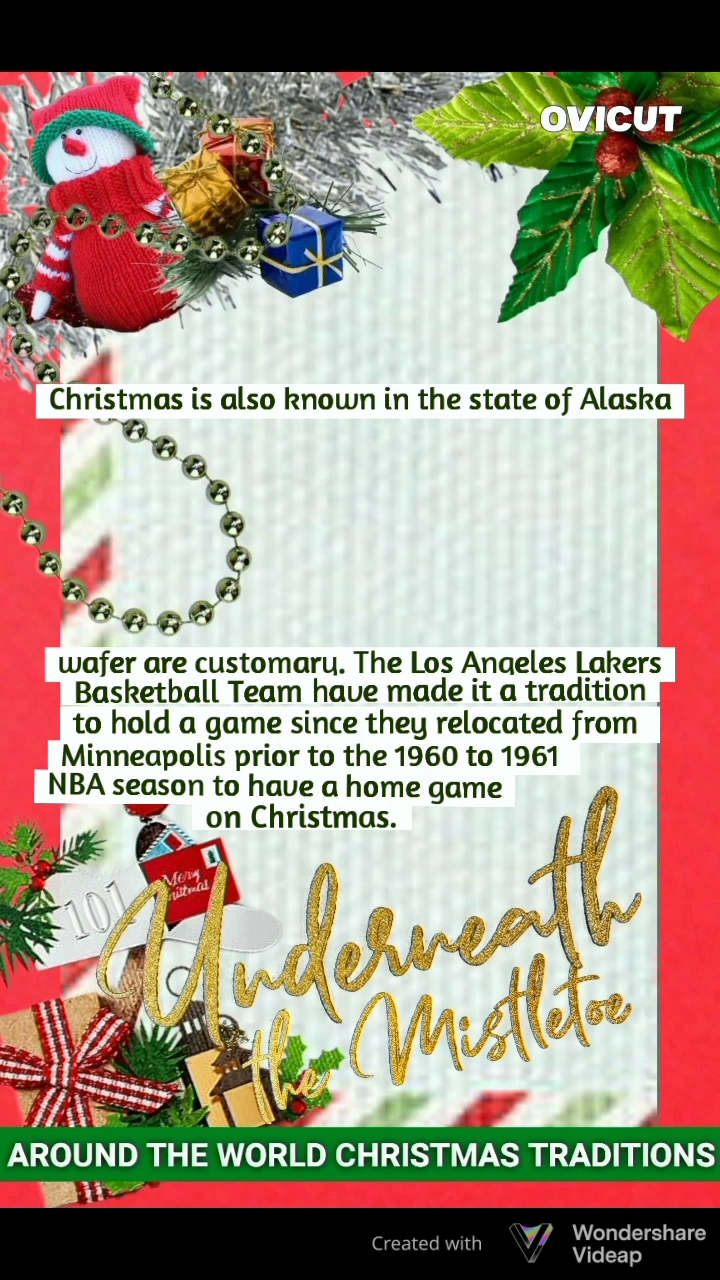 OVICUT
Christmas is also known in the state of Alaska
wafer are customary. The Los Angeles Lakers
Basketball Team have made it a tradition
to hold a game since they relocated from
Minneapolis prior to the 1960 to 1961
NBA season to have a home game
on Christmas.
Merry
Christmas
101
Underneath
the Mistletoe
AROUND THE WORLD CHRISTMAS TRADITIONS
Created with
Wondershare
Videap